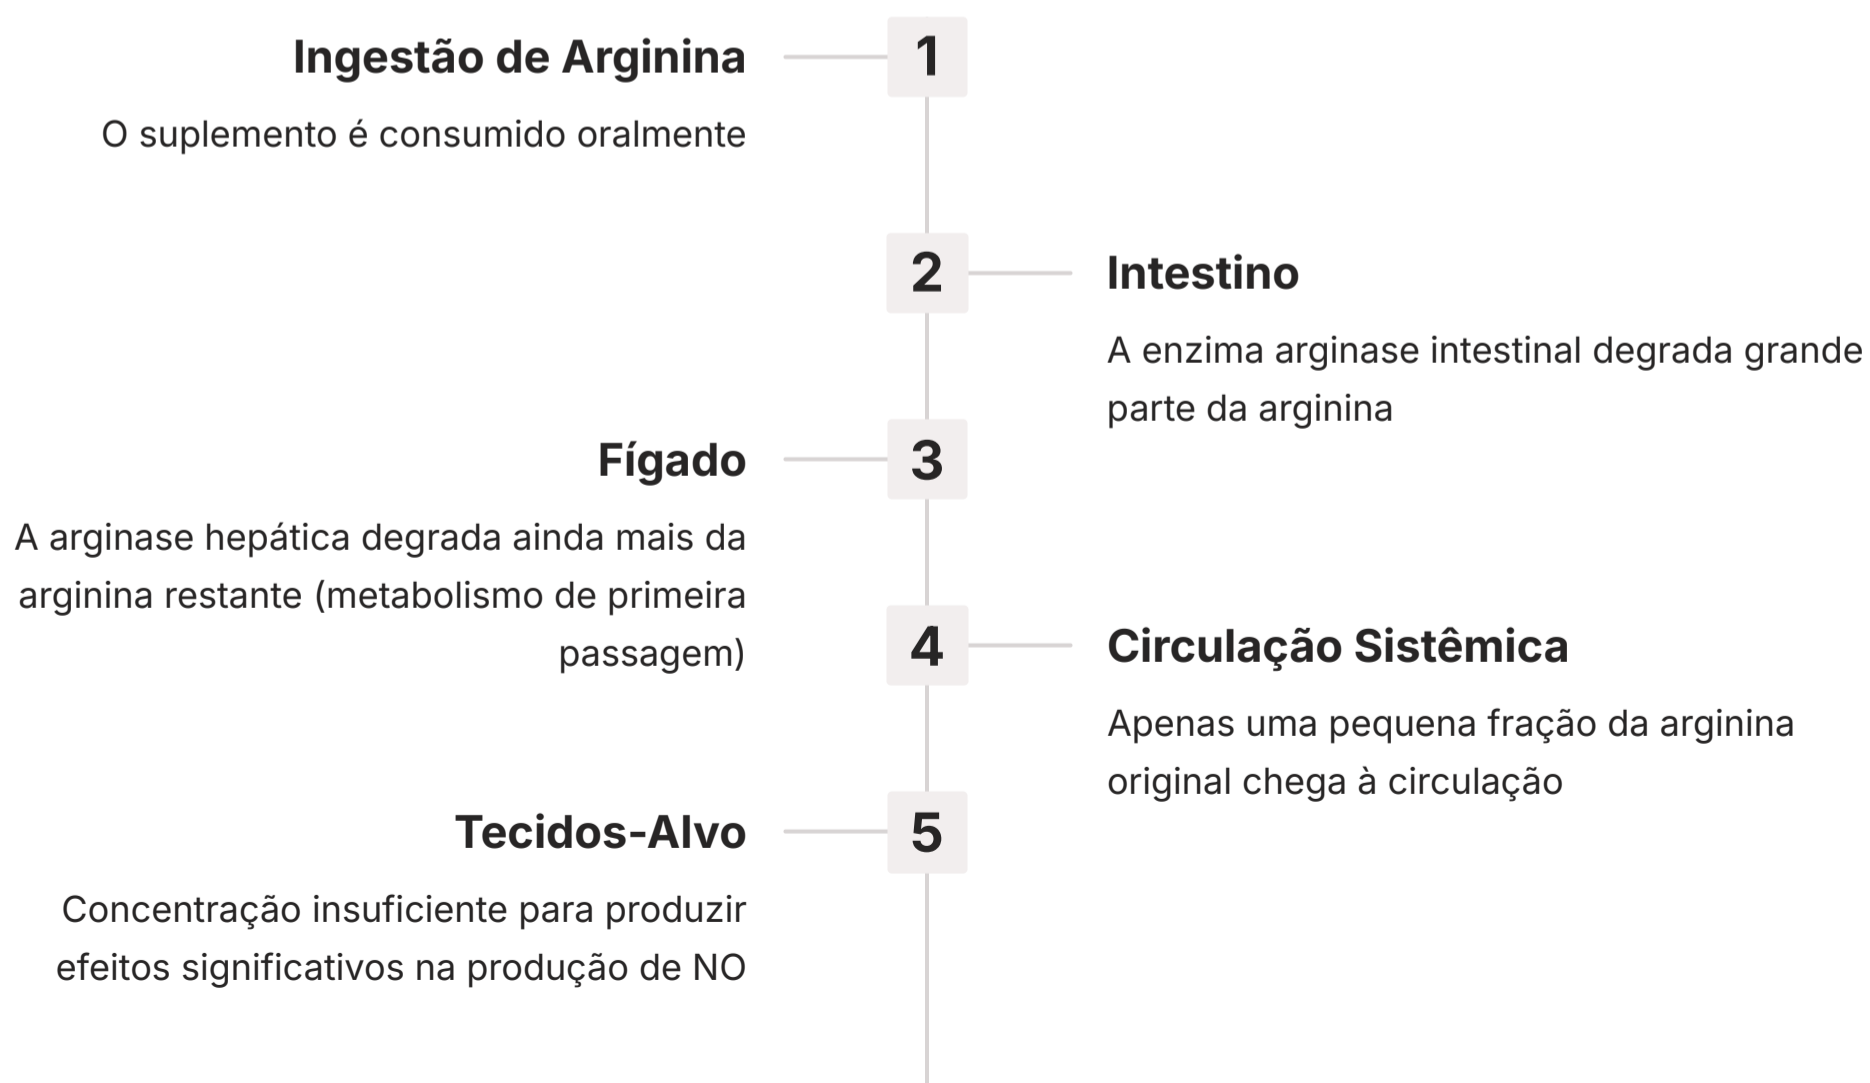 1
Ingestão de Arginina
O suplemento é consumido oralmente
2
Intestino
A enzima arginase intestinal degrada grande
parte da arginina
3
Fígado
A arginase hepática degrada ainda mais da
arginina restante (metabolismo de primeira
passagem)
4
Circulação Sistêmica
Apenas uma pequena fração da arginina
original chega à circulação
5
Tecidos-Alvo
Concentração insuficiente para produzir
efeitos significativos na produção de NO